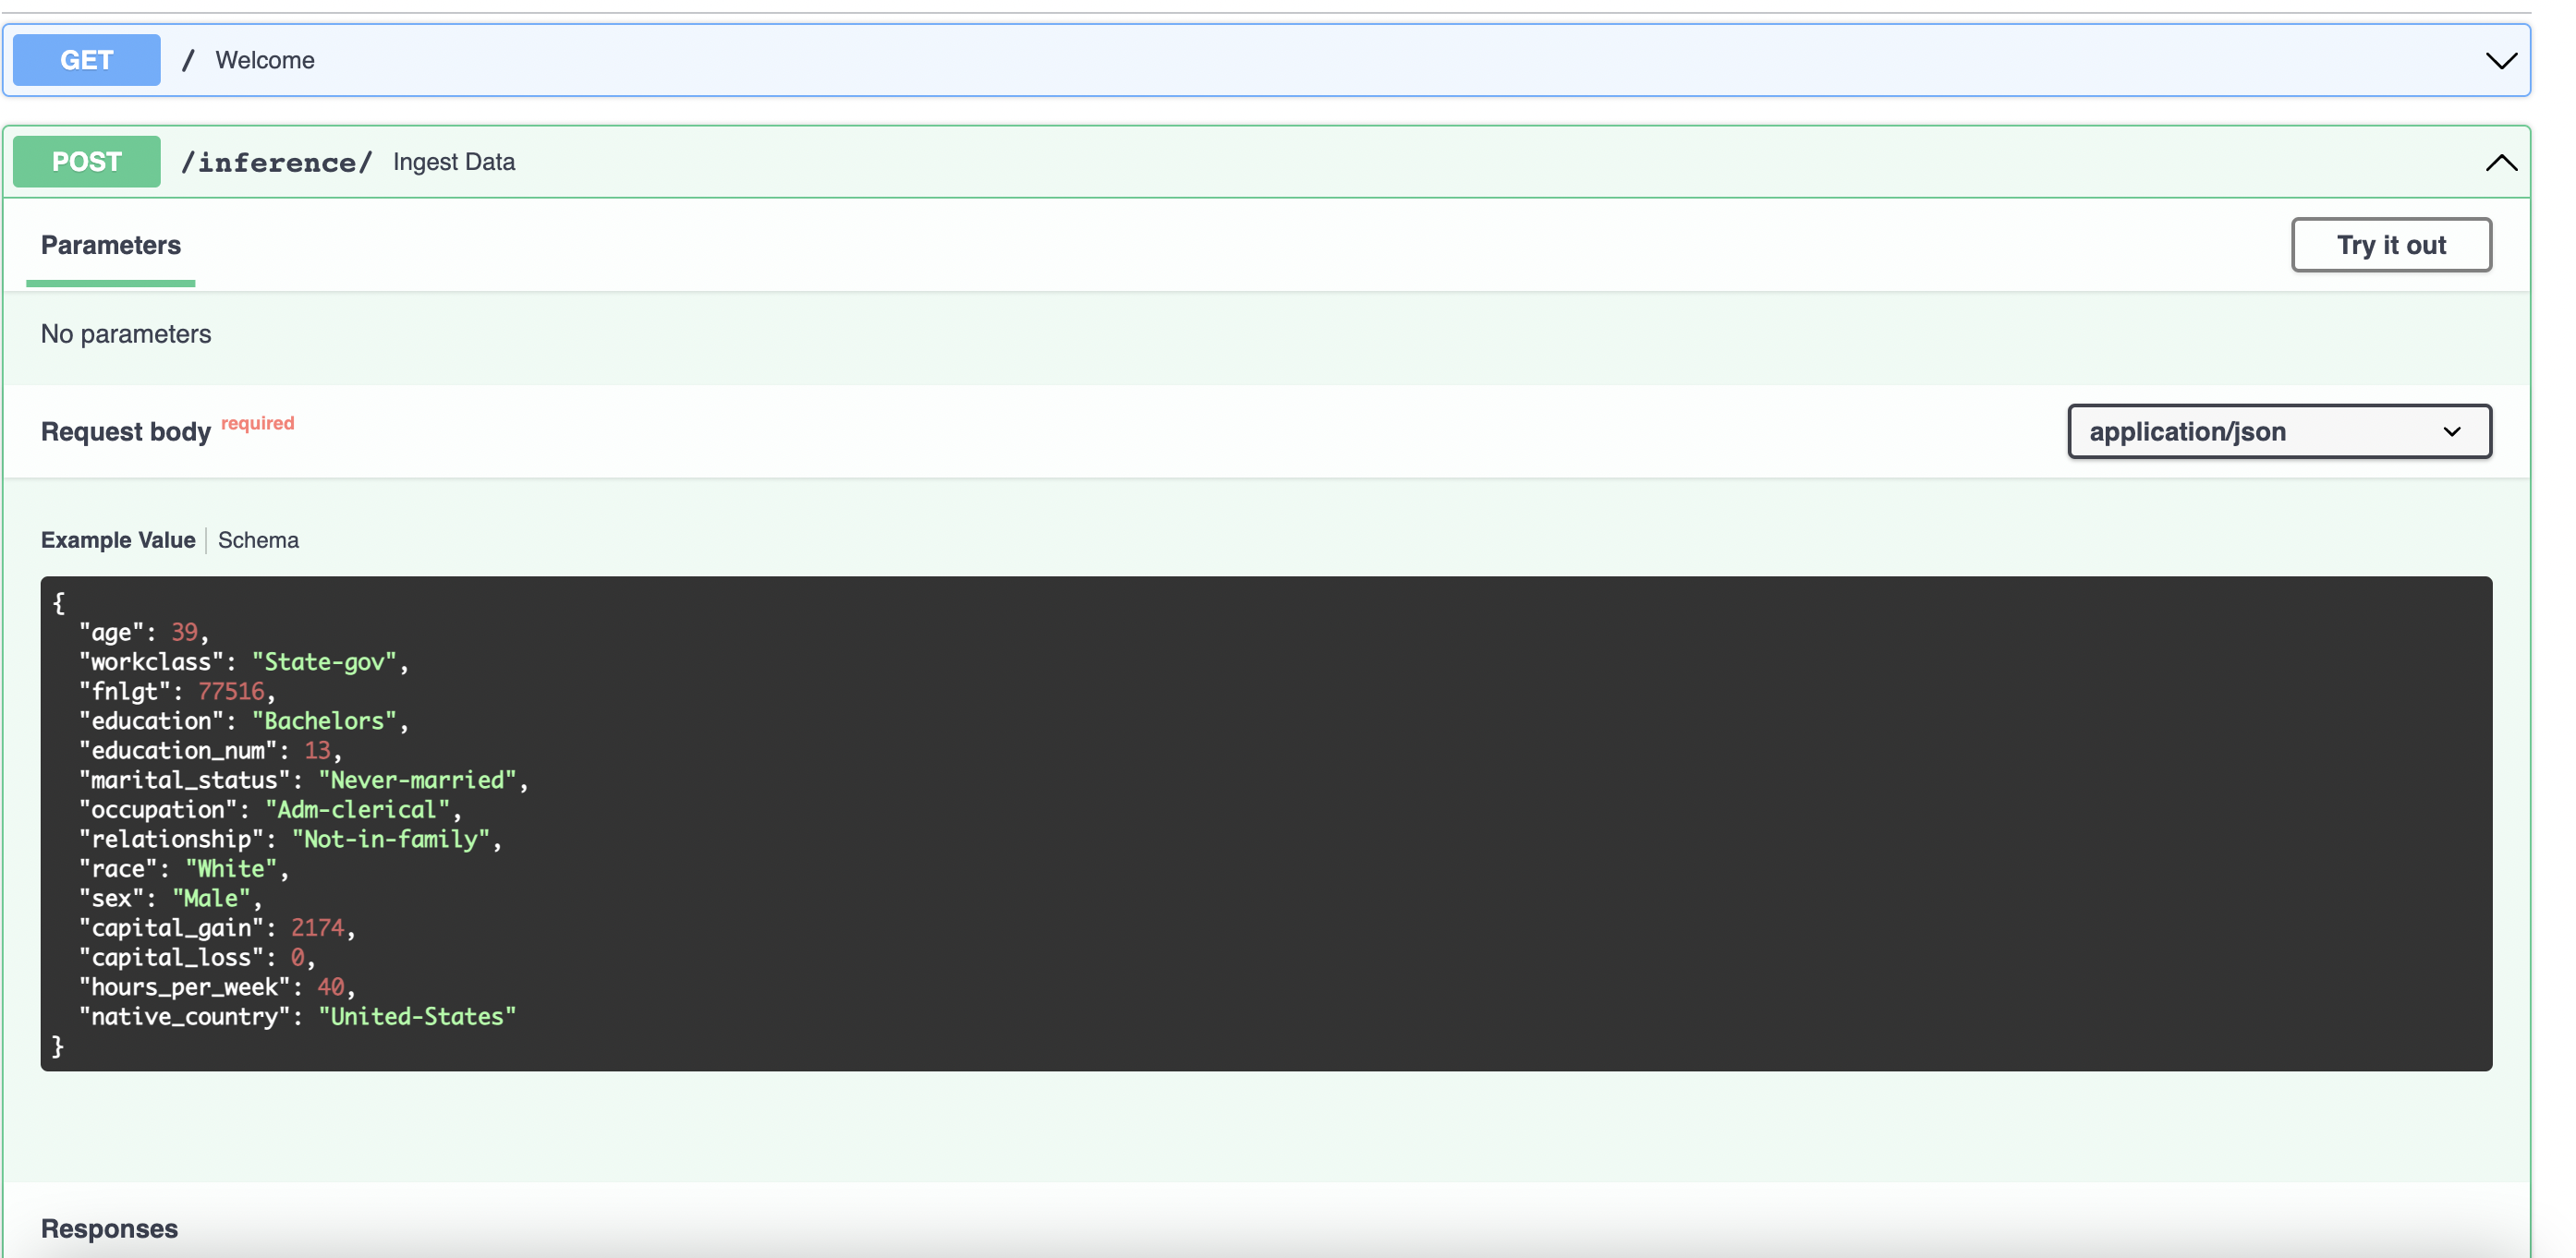 GET / Welcome
POST /inference/ Ingest Data
Parameters Try it out
No parameters
Request body required application/json
Example Value | Schema
{
  "age": 39,
  "workclass": "State-gov",
  "fnlgt": 77516,
  "education": "Bachelors",
  "education_num": 13,
  "marital_status": "Never-married",
  "occupation": "Adm-clerical",
  "relationship": "Not-in-family",
  "race": "White",
  "sex": "Male",
  "capital_gain": 2174,
  "capital_loss": 0,
  "hours_per_week": 40,
  "native_country": "United-States"
}
Responses